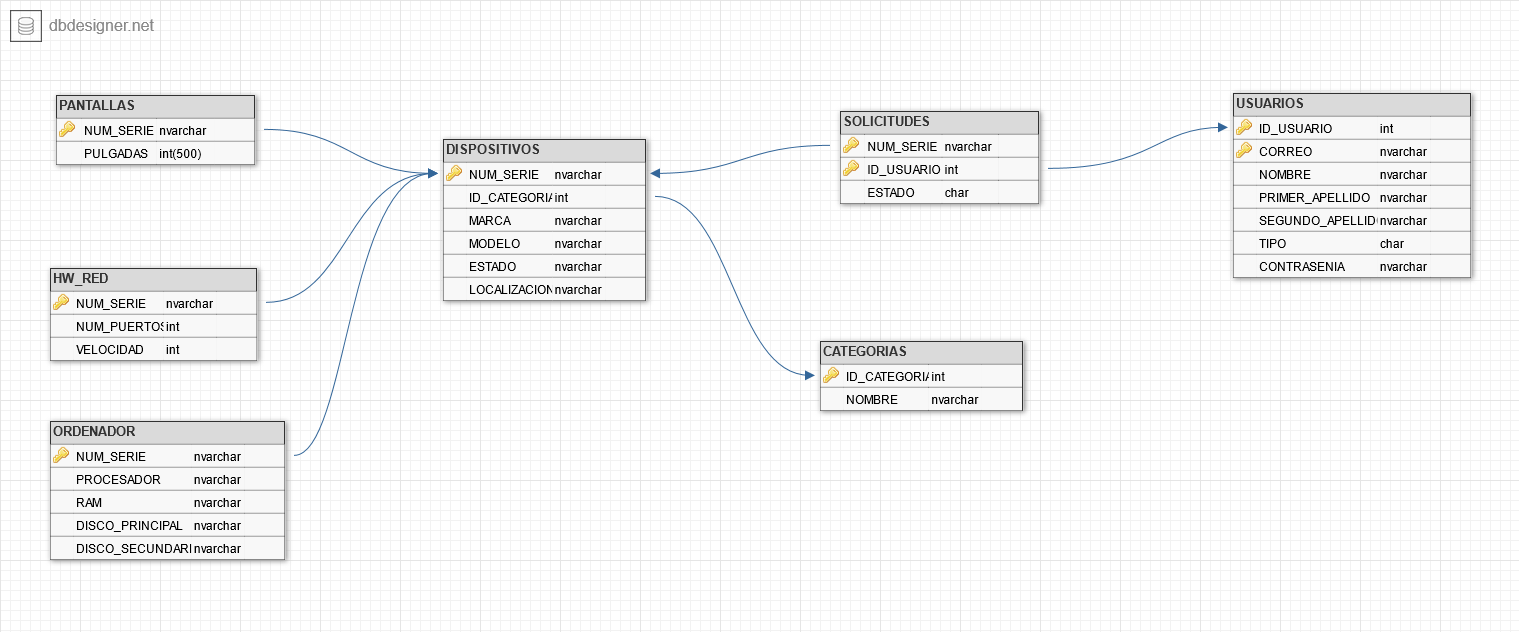 dbdesigner.net
PANTALLAS
NUM_SERIE nvarchar
PULGADAS int(500)
HW_RED
NUM_SERIE nvarchar
NUM_PUERTOS int
VELOCIDAD int
ORDENADOR
NUM_SERIE nvarchar
PROCESADOR nvarchar
RAM nvarchar
DISCO_PRINCIPAL nvarchar
DISCO_SECUNDARI nvarchar
DISPOSITIVOS
NUM_SERIE nvarchar
ID_CATEGORIA int
MARCA nvarchar
MODELO nvarchar
ESTADO nvarchar
LOCALIZACION nvarchar
SOLICITUDES
NUM_SERIE nvarchar
ID_USUARIO int
ESTADO char
CATEGORIAS
ID_CATEGORIA int
NOMBRE nvarchar
USUARIOS
ID_USUARIO int
CORREO nvarchar
NOMBRE nvarchar
PRIMER_APELLIDO nvarchar
SEGUNDO_APELLID nvarchar
TIPO char
CONTRASENIA nvarchar